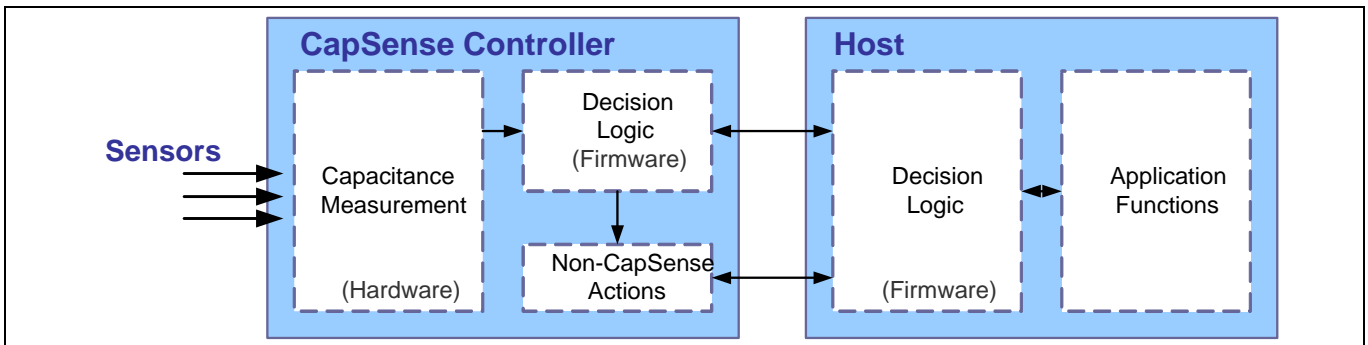 CapSense Controller
Host
Sensors
Capacitance
Measurement
(Hardware)
Decision
Logic
(Firmware)
Non-CapSense
Actions
Decision
Logic
(Firmware)
Application
Functions